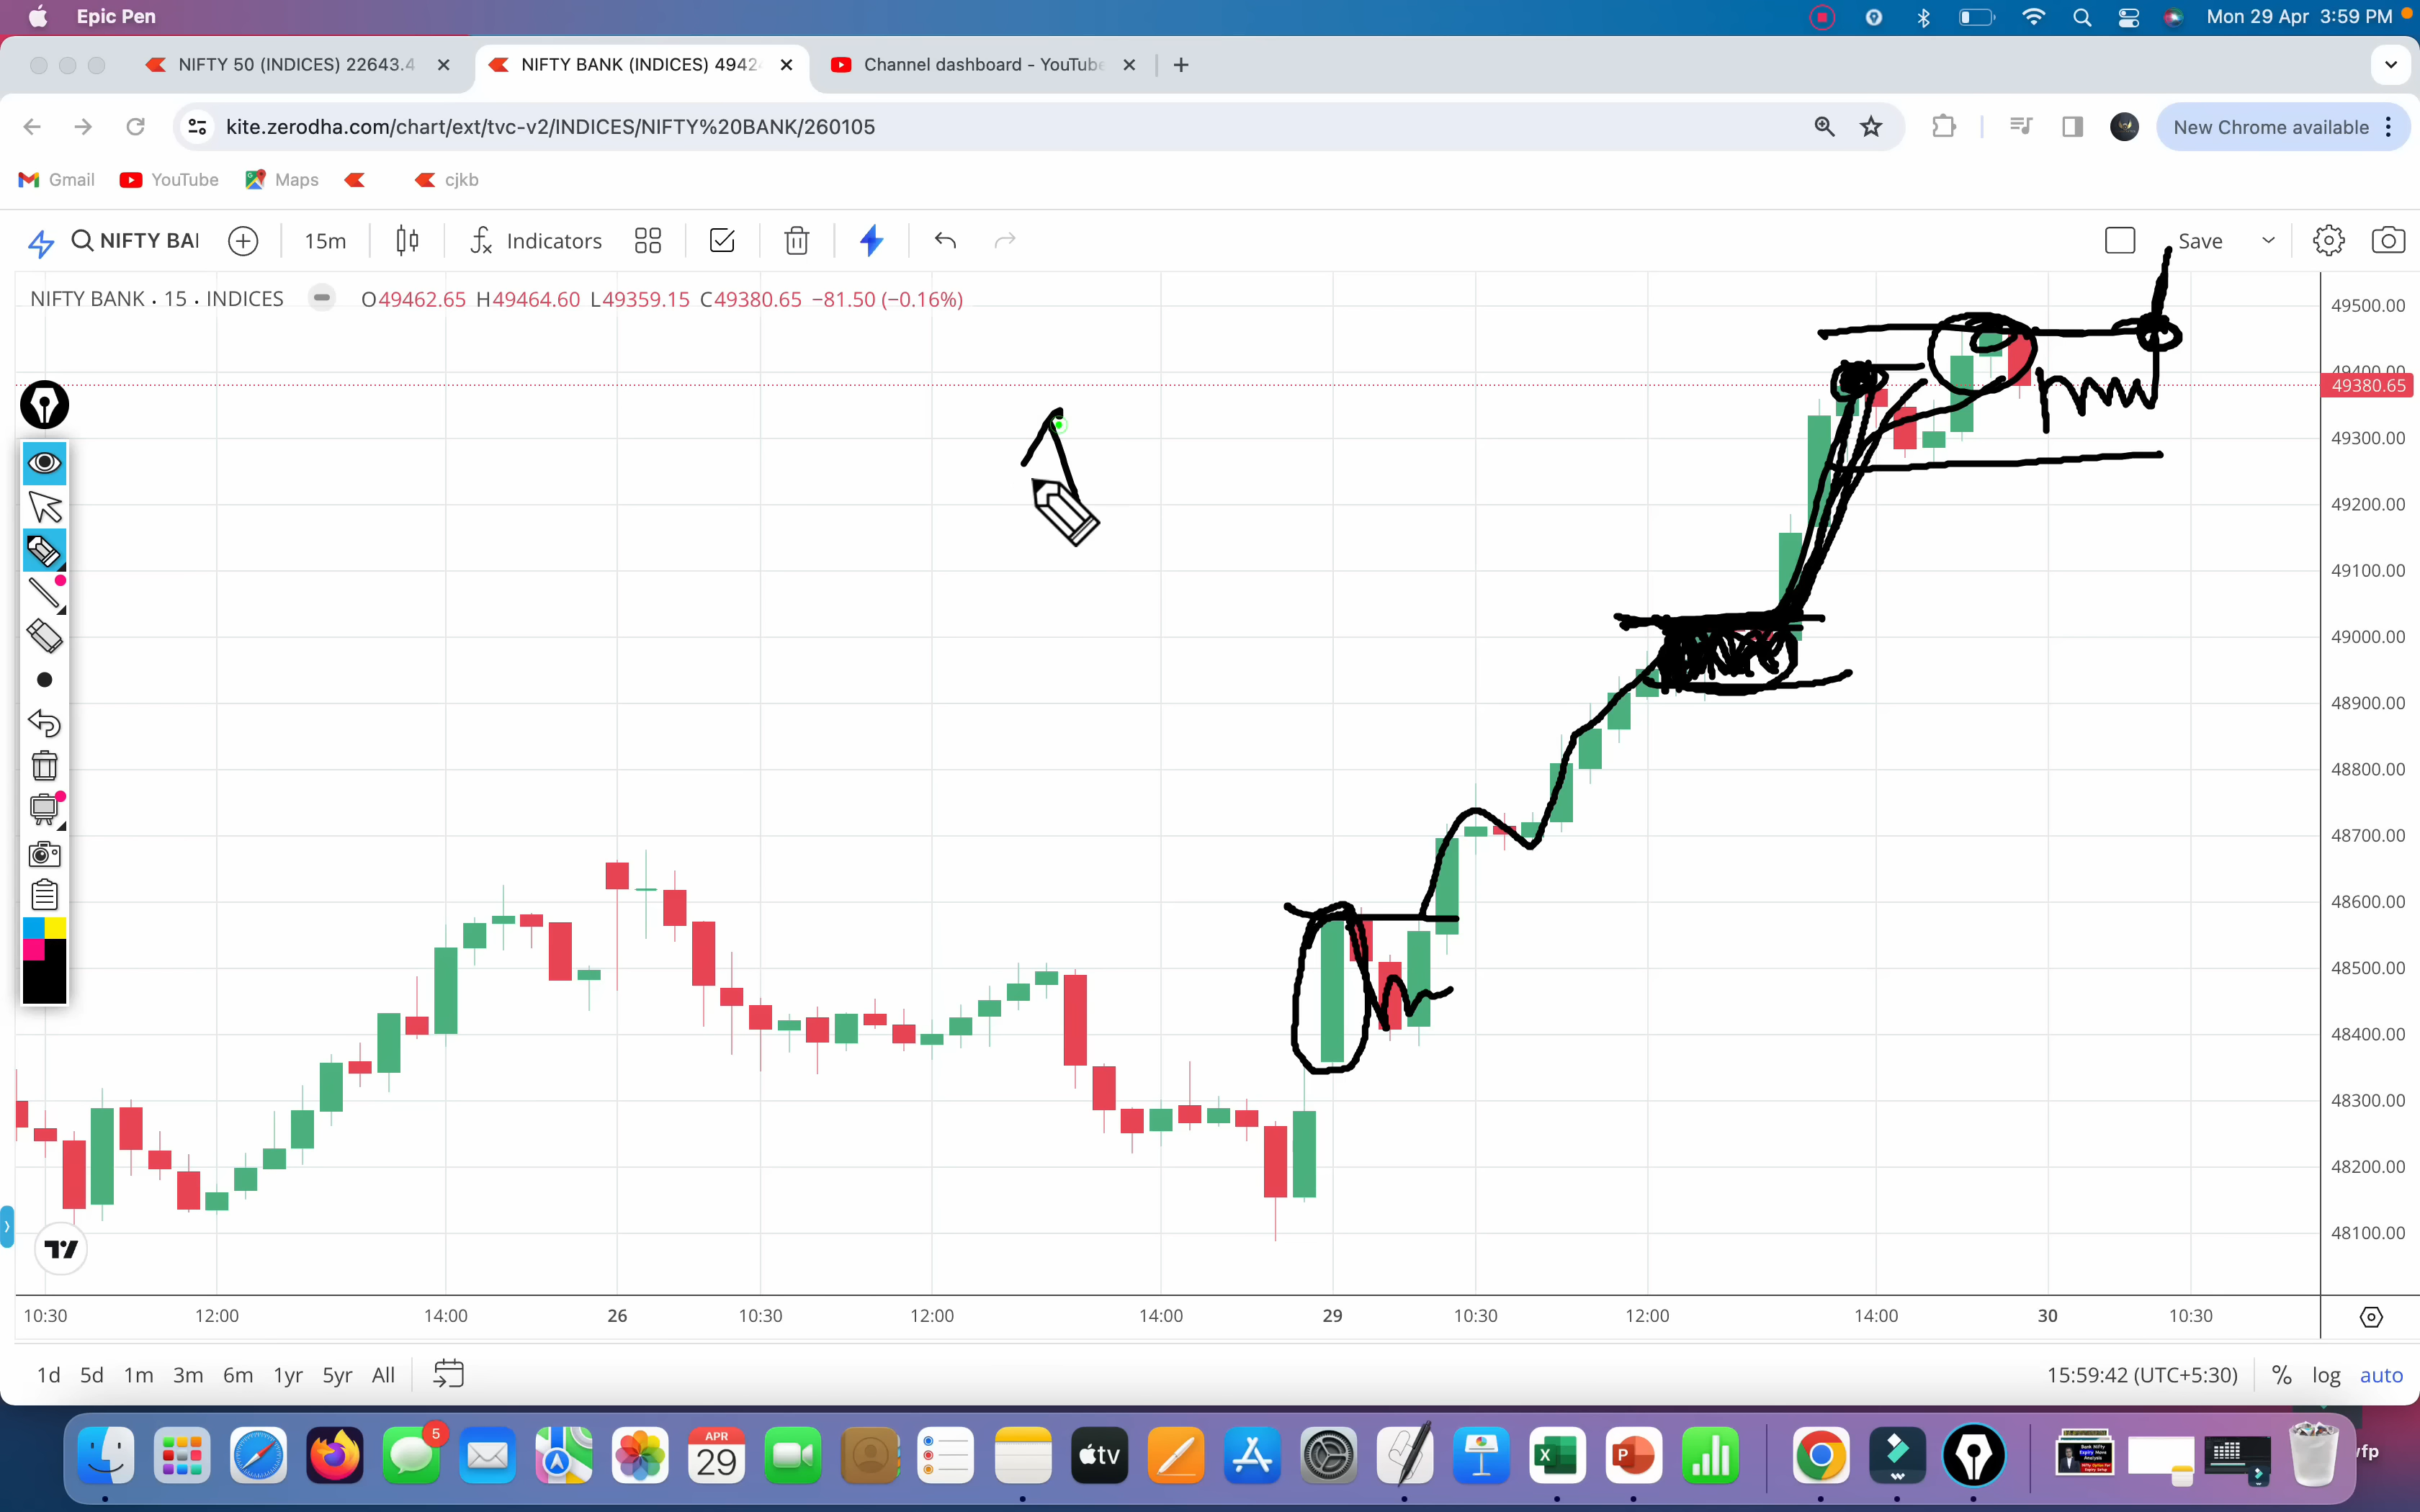 Epic Pen
Mon 29 Apr 3:59 PM
NIFTY 50 (INDICES) 22643.4
NIFTY BANK (INDICES) 4942
Channel dashboard - YouTube
kite.zerodha.com/chart/ext/tvc-v2/INDICES/NIFTY%20BANK/260105
New Chrome available
Gmail
YouTube
Maps
cjkb
NIFTY BAI
15m
Indicators
Save
NIFTY BANK · 15 · INDICES
O49462.65 H49464.60 L49359.15 C49380.65 −81.50 (−0.16%)
49500.00
49400.00
49380.65
49300.00
49200.00
49100.00
49000.00
48900.00
48800.00
48700.00
48600.00
48500.00
48400.00
48300.00
48200.00
48100.00
10:30 12:00 14:00 26 10:30 12:00 14:00 29 10:30 12:00 14:00 30 10:30
1d 5d 1m 3m 6m 1yr 5yr All
15:59:42 (UTC+5:30)
% log auto
5
APR
29
tv